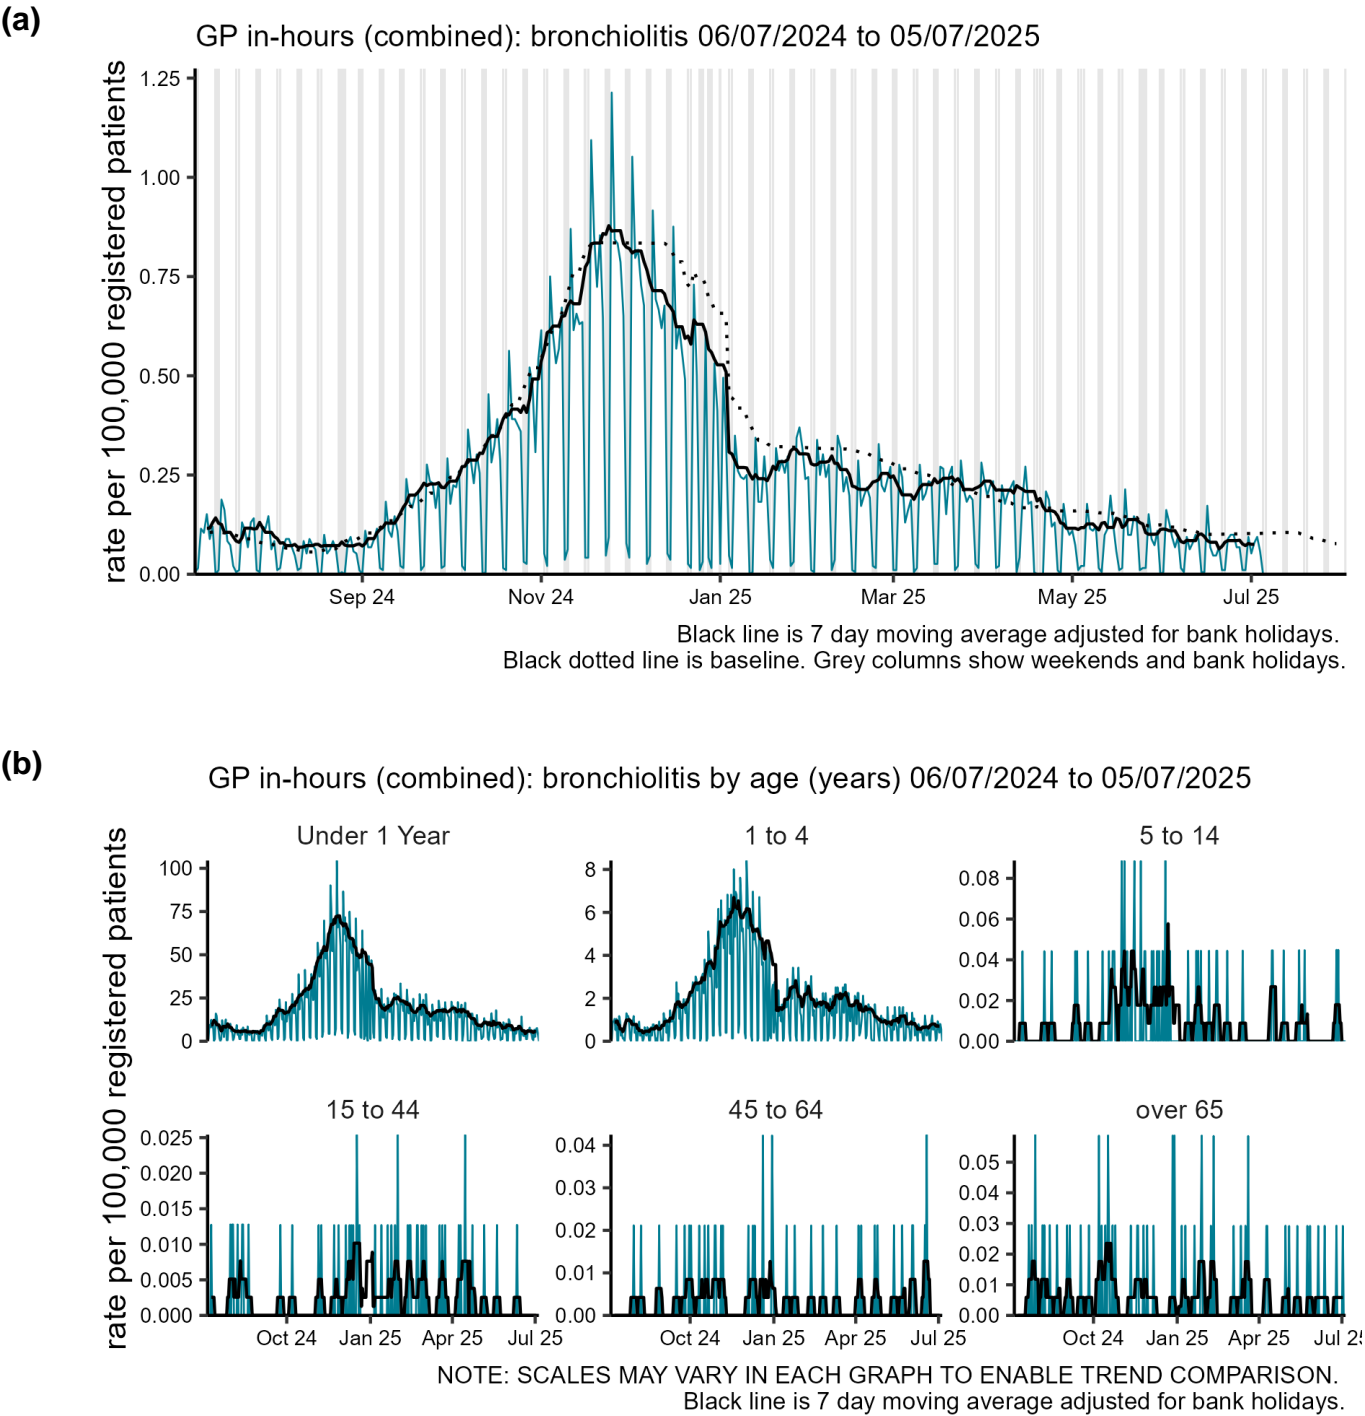 (a)
GP in-hours (combined): bronchiolitis 06/07/2024 to 05/07/2025
rate per 100,000 registered patients
1.25
1.00
0.75
0.50
0.25
0.00
Sep 24 Nov 24 Jan 25 Mar 25 May 25 Jul 25
Black line is 7 day moving average adjusted for bank holidays.
Black dotted line is baseline. Grey columns show weekends and bank holidays.
(b)
GP in-hours (combined): bronchiolitis by age (years) 06/07/2024 to 05/07/2025
rate per 100,000 registered patients
Under 1 Year
100
75
50
25
0
1 to 4
8
6
4
2
0
5 to 14
0.08
0.06
0.04
0.02
0.00
15 to 44
0.025
0.020
0.015
0.010
0.005
0.000
Oct 24 Jan 25 Apr 25 Jul 25
45 to 64
0.04
0.03
0.02
0.01
0.00
Oct 24 Jan 25 Apr 25 Jul 25
over 65
0.05
0.04
0.03
0.02
0.01
0.00
Oct 24 Jan 25 Apr 25 Jul 25
NOTE: SCALES MAY VARY IN EACH GRAPH TO ENABLE TREND COMPARISON.
Black line is 7 day moving average adjusted for bank holidays.